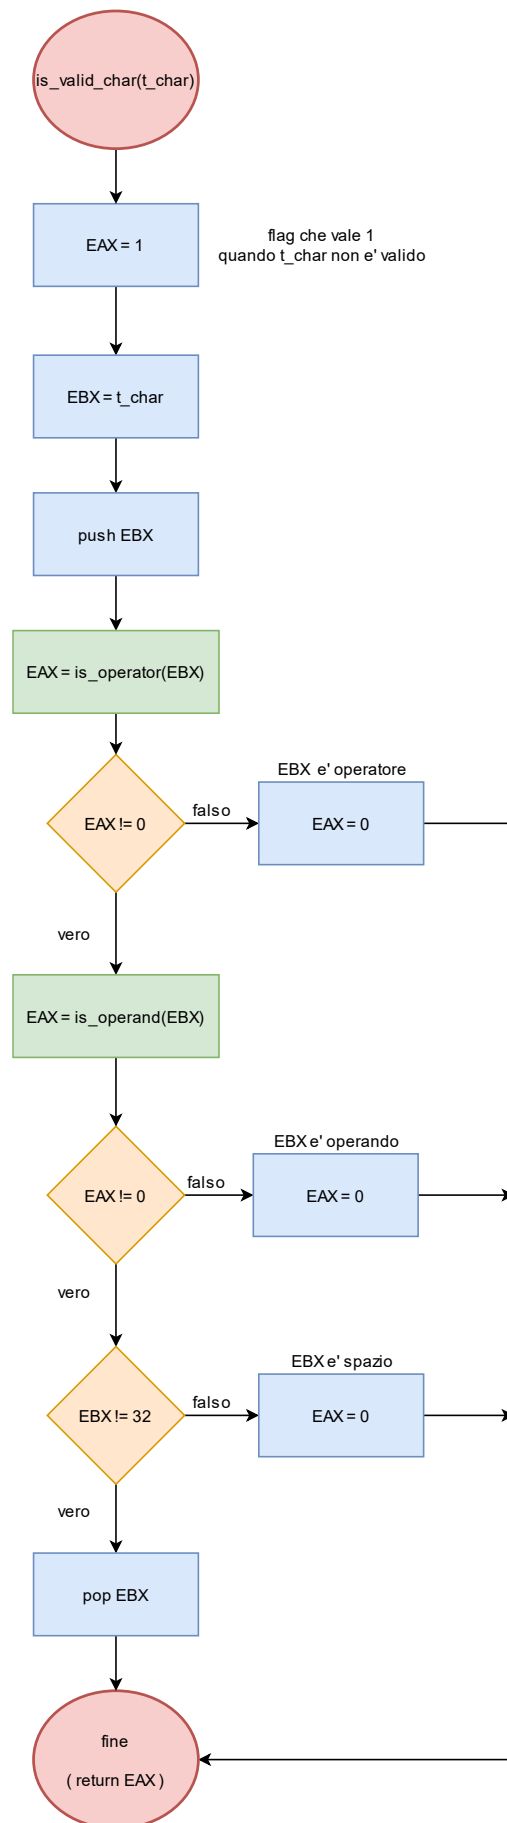 is_valid_char(t_char)
EAX = 1
flag che vale 1
quando t_char non e' valido
EBX = t_char
push EBX
EAX = is_operator(EBX)
EBX e' operatore
EAX != 0
falso
EAX = 0
vero
EAX = is_operand(EBX)
EBX e' operando
EAX != 0
falso
EAX = 0
vero
EBX e' spazio
EBX != 32
falso
EAX = 0
vero
pop EBX
fine
( return EAX )